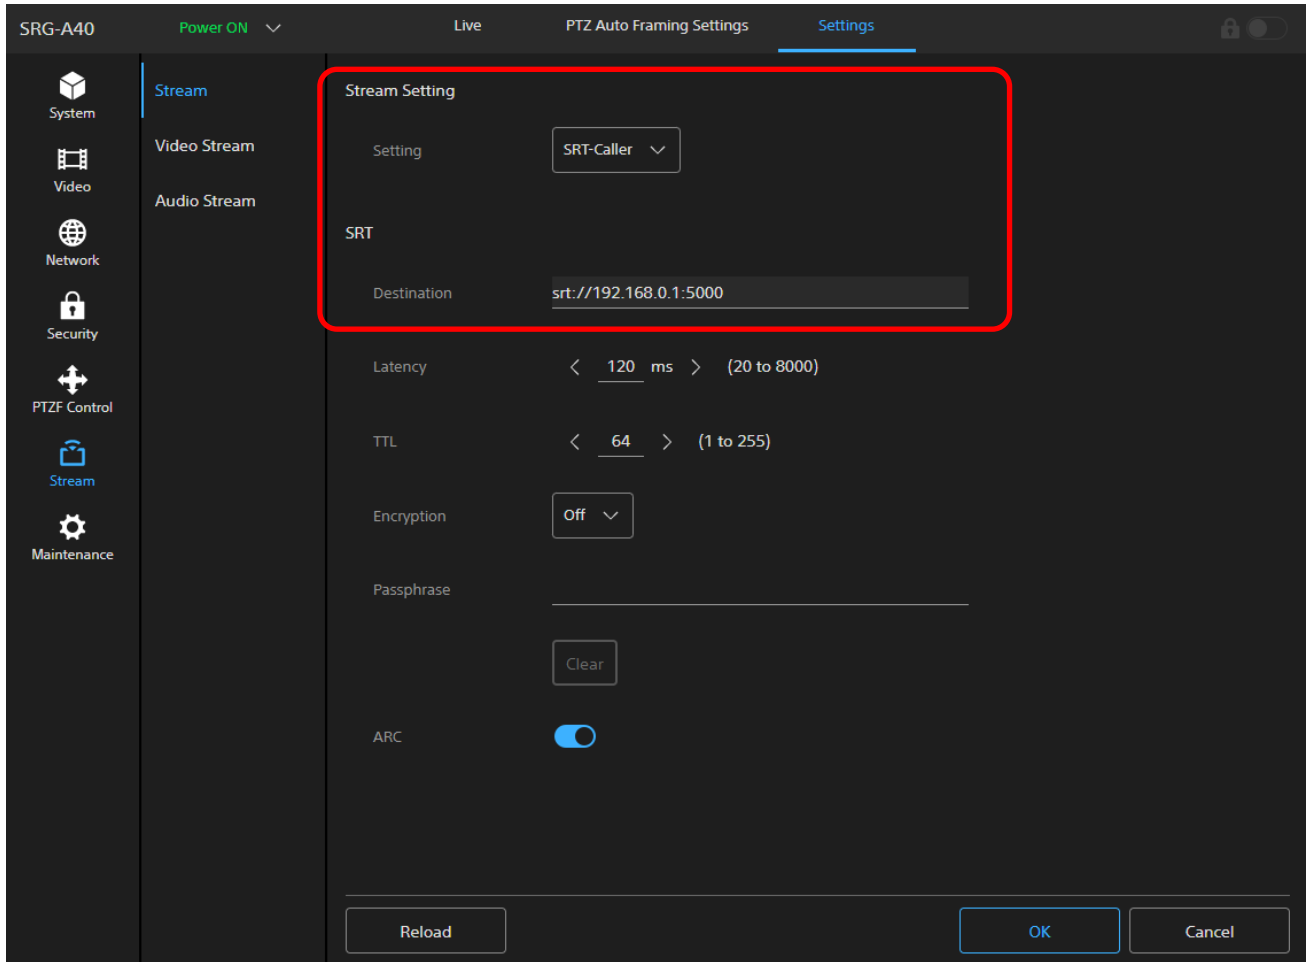 SRG-A40 Power ON Live PTZ Auto Framing Settings Settings
System
Video
Network
Security
PTZF Control
Stream
Maintenance
Stream
Video Stream
Audio Stream
Stream Setting
Setting SRT-Caller
SRT
Destination srt://192.168.0.1:5000
Latency 120 ms (20 to 8000)
TTL 64 (1 to 255)
Encryption Off
Passphrase
Clear
ARC
Reload OK Cancel